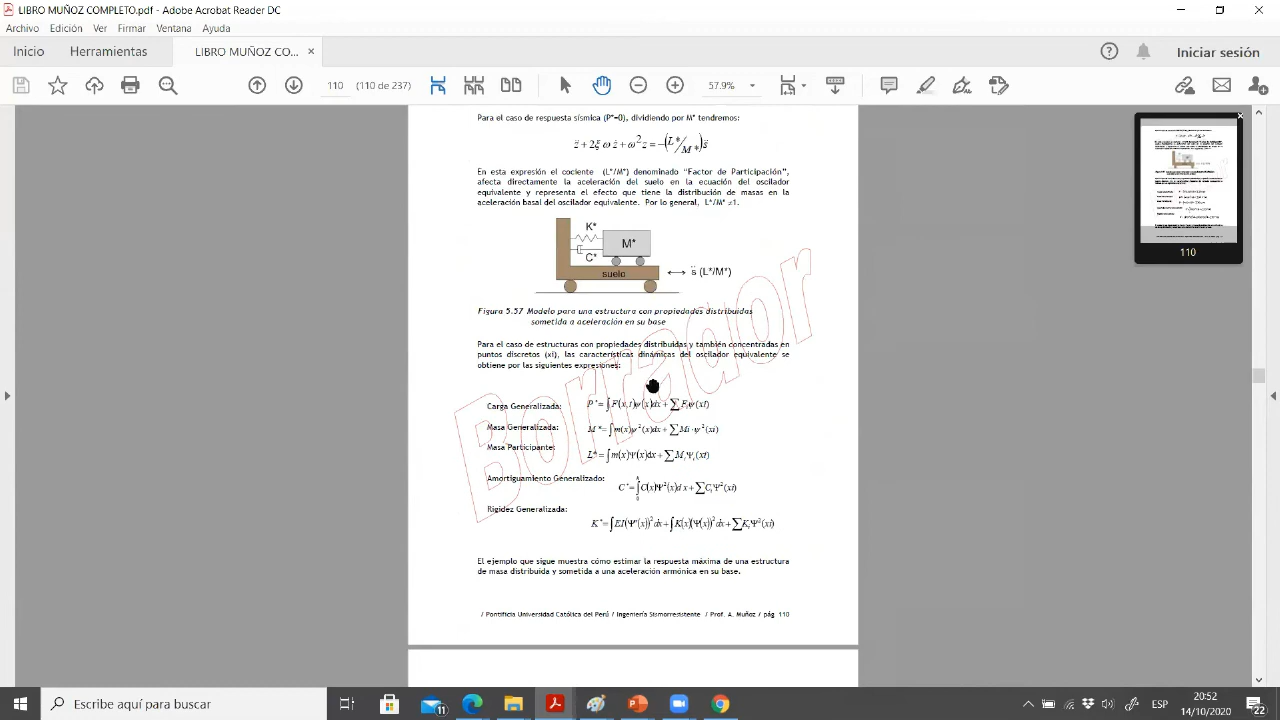 LIBRO MUÑOZ COMPLETO.pdf - Adobe Acrobat Reader DC
Archivo Edición Ver Firmar Ventana Ayuda
Inicio Herramientas LIBRO MUÑOZ CO... × Iniciar sesión
110 (110 de 237) 57.9%
Para el caso de respuesta sísmica (P*=0), dividiendo por M* tendremos:
z̈ + 2ξ ω ż + ω² z = −(L*/M*) s̈
En esta expresión el cociente (L*/M*) denominado "Factor de Participación",
afecta directamente la aceleración del suelo en la ecuación del oscilador
equivalente y representa el efecto que tiene la distribución de masas en la
aceleración basal del oscilador equivalente. Por lo general, L*/M* ≥1.
K*
M*
C*
suelo
s̈ (L*/M*)
Figura 5.57 Modelo para una estructura con propiedades distribuidas
sometida a aceleración en su base
Para el caso de estructuras con propiedades distribuidas y también concentradas en
puntos discretos (xi), las características dinámicas del oscilador equivalente se
obtiene por las siguientes expresiones:
Carga Generalizada: P* = ∫F(x,t)ψ(x)dx + ∑Fiψ(xi)
Masa Generalizada: M* = ∫m(x)ψ²(x)dx + ∑Mi·ψ²(xi)
Masa Participante: L* = ∫m(x)Ψ(x)dx + ∑MiΨi(xi)
Amortiguamiento Generalizado: C* = ∫₀ʰC(x)Ψ²(x)dx + ∑CiΨ²(xi)
Rigidez Generalizada: K* = ∫EI(Ψ''(x))²dx + ∫K(x)(Ψ(x))²dx + ∑KiΨ²(xi)
Borrador
El ejemplo que sigue muestra cómo estimar la respuesta máxima de una estructura
de masa distribuida y sometida a una aceleración armónica en su base.
/ Pontificia Universidad Católica del Perú / Ingeniería Sismorresistente / Prof. A. Muñoz / pág 110
110
Escribe aquí para buscar
11
ESP
20:52
14/10/2020
22